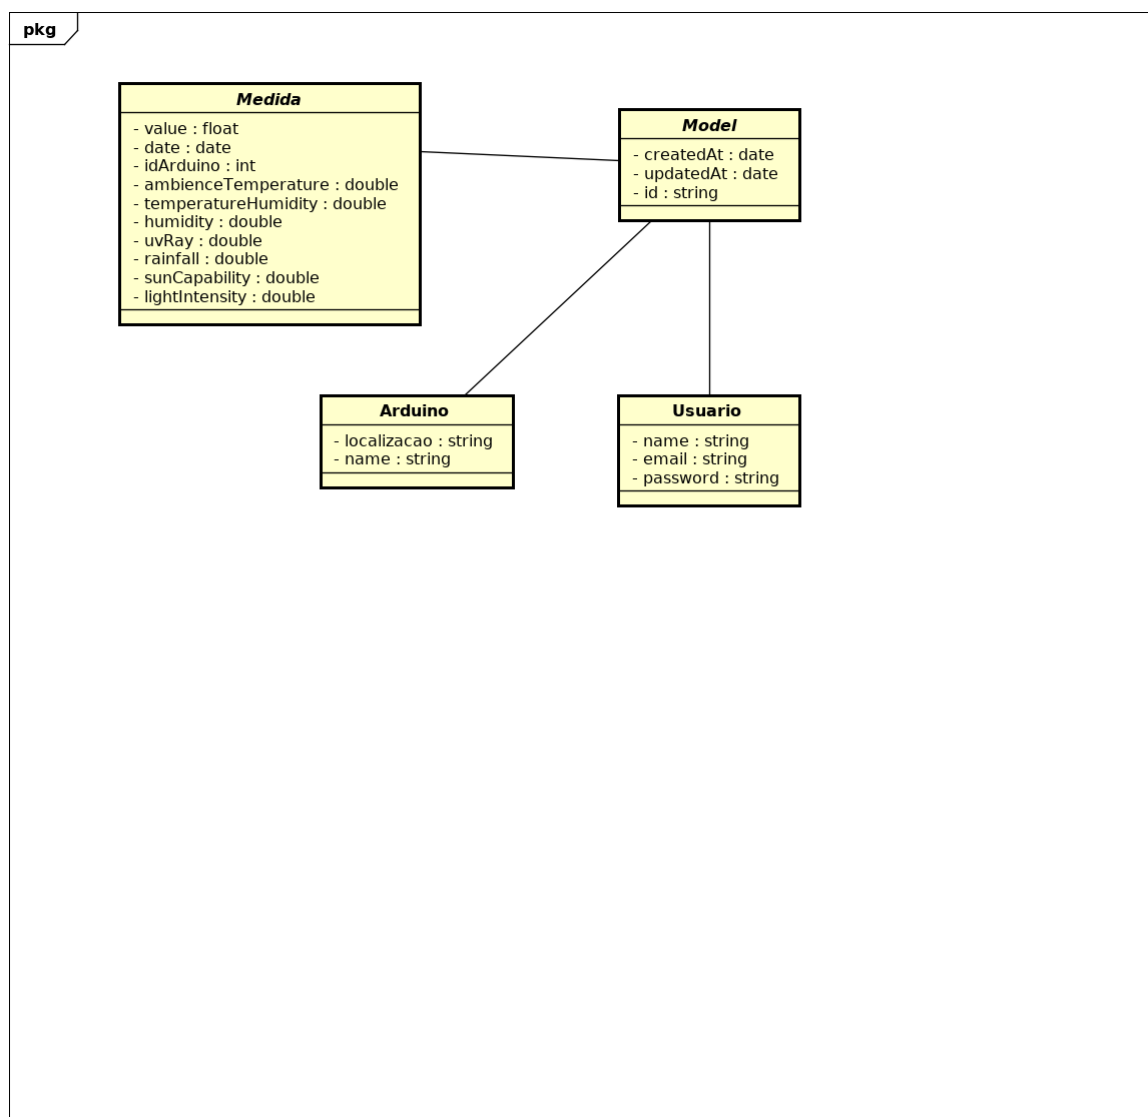 pkg
Medida
- value : float
- date : date
- idArduino : int
- ambienceTemperature : double
- temperatureHumidity : double
- humidity : double
- uvRay : double
- rainfall : double
- sunCapability : double
- lightIntensity : double
Model
- createdAt : date
- updatedAt : date
- id : string
Arduino
- localizacao : string
- name : string
Usuario
- name : string
- email : string
- password : string